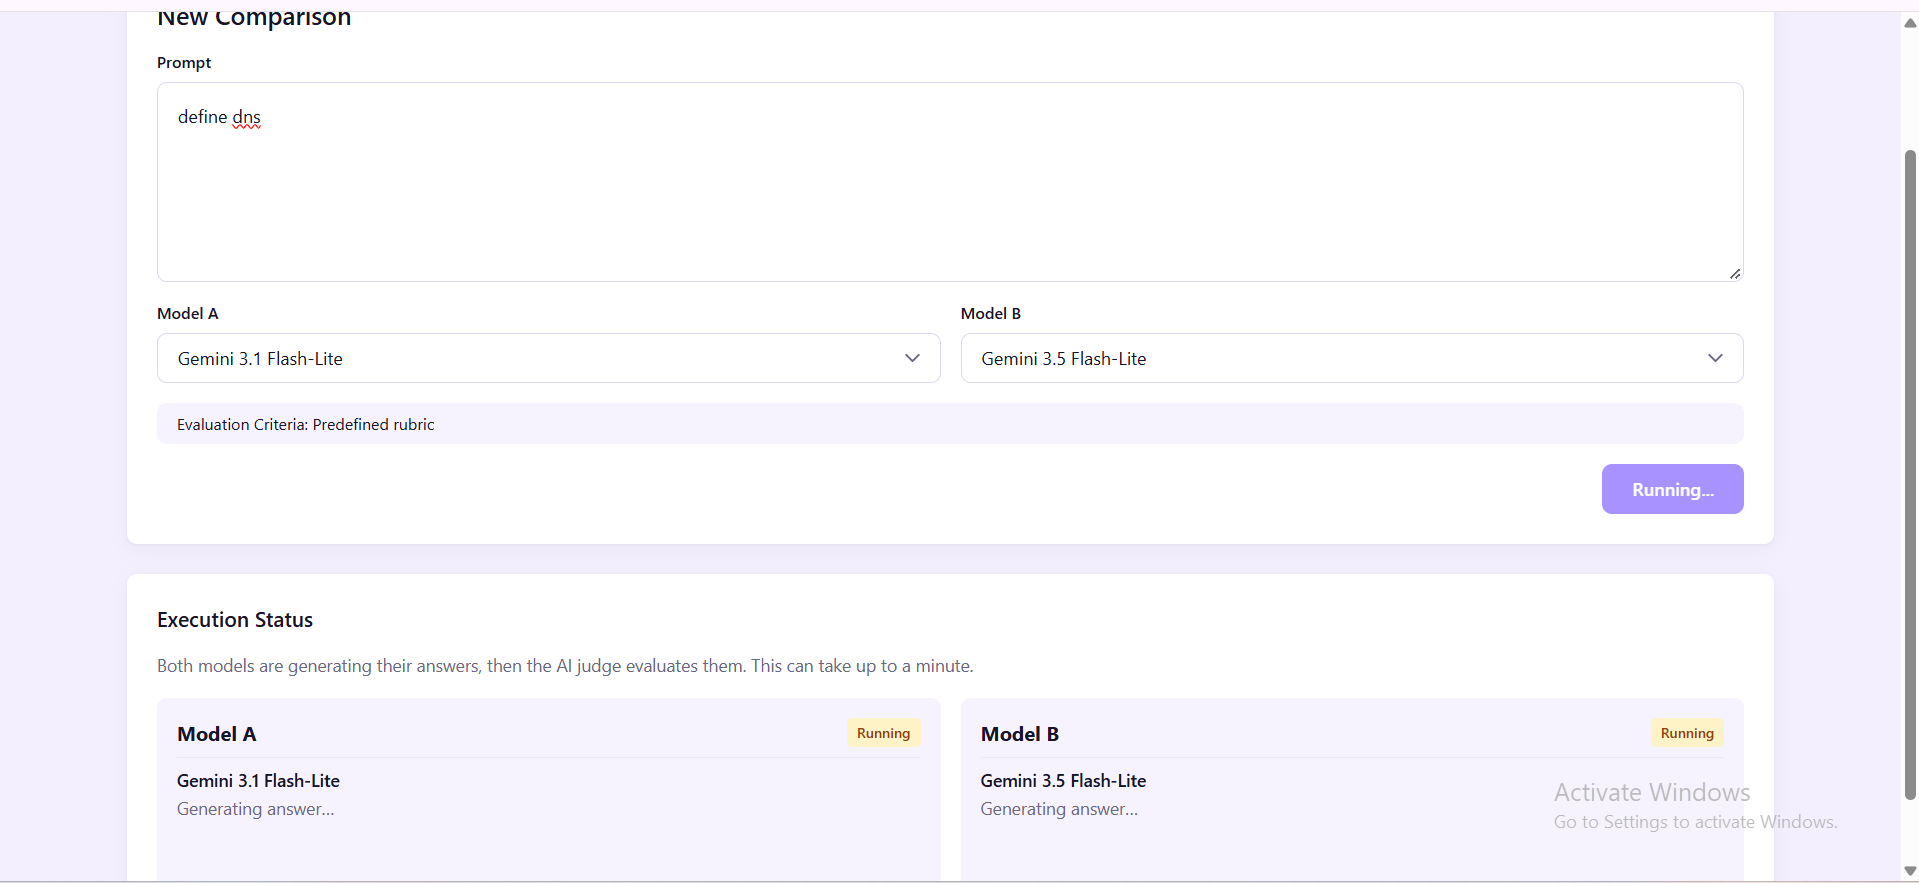 New Comparison
Prompt
define dns
Model A
Model B
Gemini 3.1 Flash-Lite
Gemini 3.5 Flash-Lite
Evaluation Criteria: Predefined rubric
Running...
Execution Status
Both models are generating their answers, then the AI judge evaluates them. This can take up to a minute.
Model A
Running
Gemini 3.1 Flash-Lite
Generating answer...
Model B
Running
Gemini 3.5 Flash-Lite
Generating answer...
Activate Windows
Go to Settings to activate Windows.